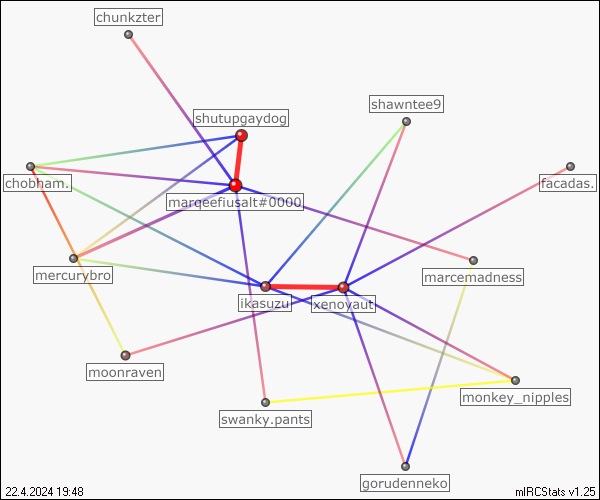 chunkzter
shutupgaydog
shawntee9
chobham.
marqeefiusalt#0000
facadas.
mercurybro
marcemadness
ikasuzu
xenoyaut
moonraven
monkey_nipples
swanky.pants
gorudenneko
22.4.2024 19:48
mIRCStats v1.25